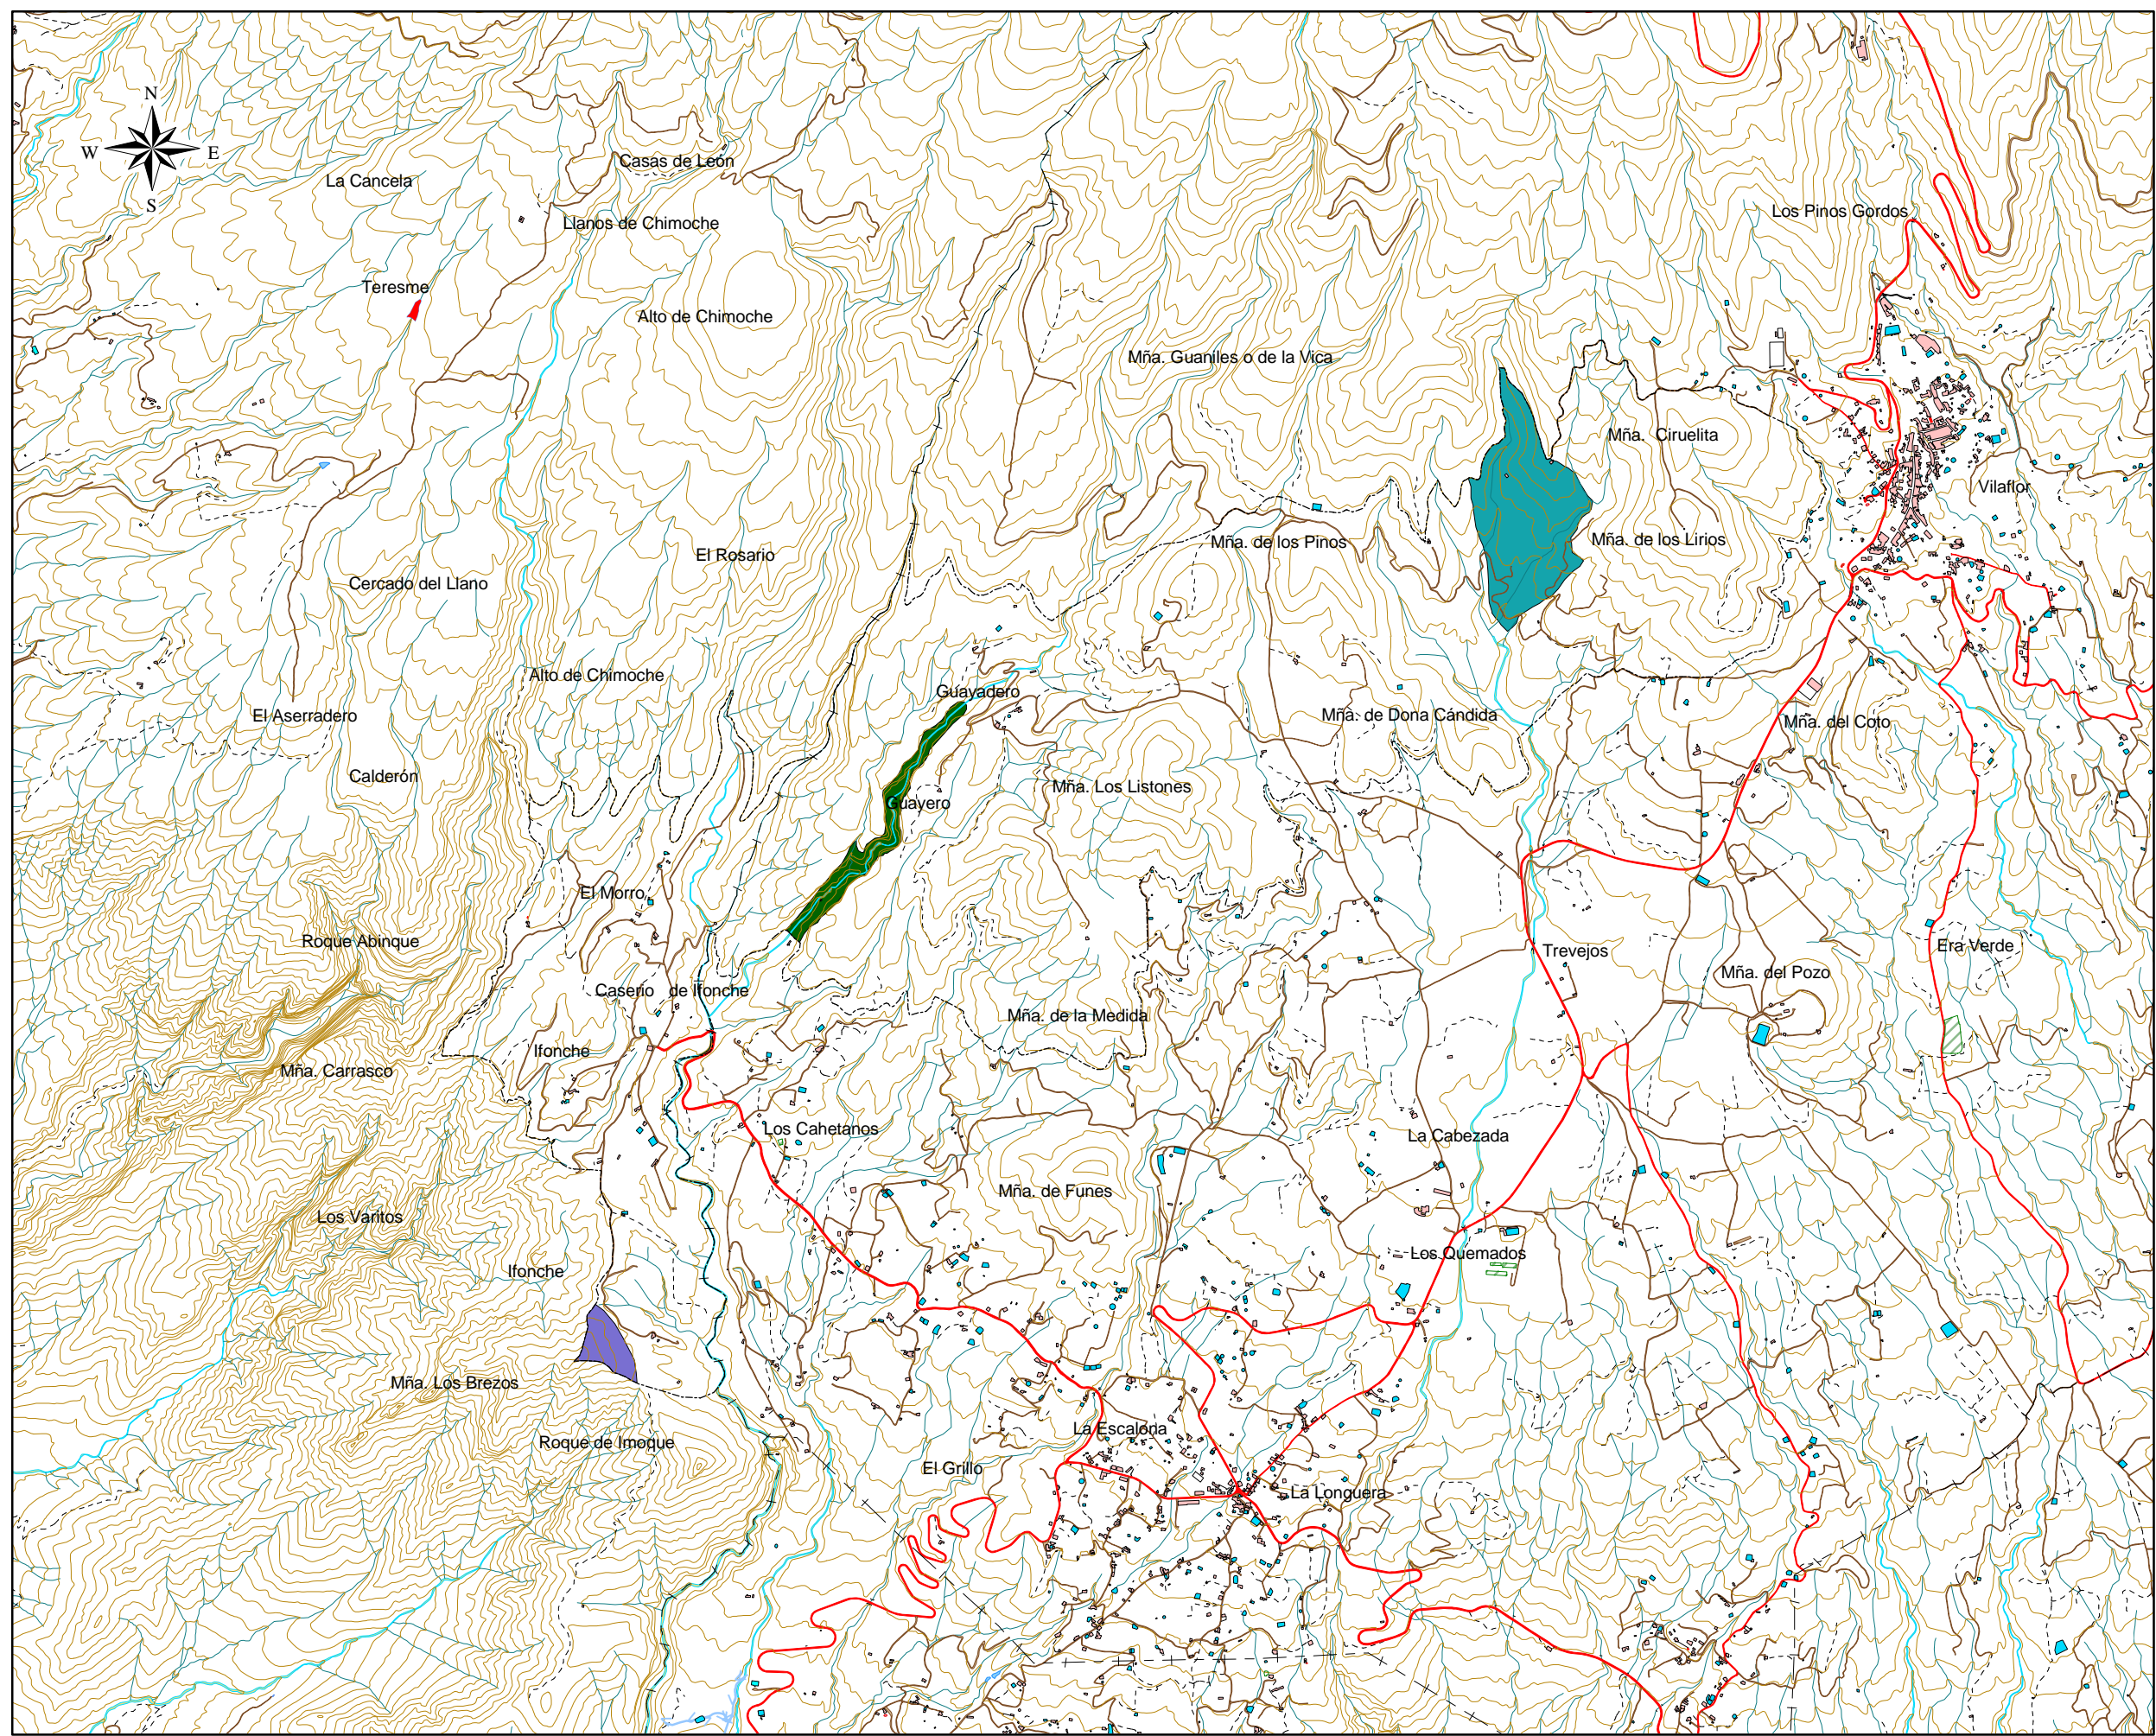 N
W E
S
Casas de León
La Cancela
Llanos de Chimoche
Los Pinos Gordos
Teresme
Alto de Chimoche
Mña. Guaniles o de la Vica
Mña. Ciruelita
Vilaflor
Mña. de los Pinos
Mña. de los Lirios
El Rosario
Cercado del Llano
Alto de Chimoche
Guayadero
El Aserradero
Mña. de Dona Cándida
Mña. del Coto
Calderón
Mña. Los Listones
Guayero
El Morro
Roque Abinque
Era Verde
Trevejos
Mña. del Pozo
Caserío de Ifonche
Mña. de la Medida
Ifonche
Mña. Carrasco
Los Cahetanos
La Cabezada
Mña. de Funes
Los Varitos
Los Quemados
Ifonche
Mña. Los Brezos
La Escalona
Roque de Imoque
El Grillo
La Longuera